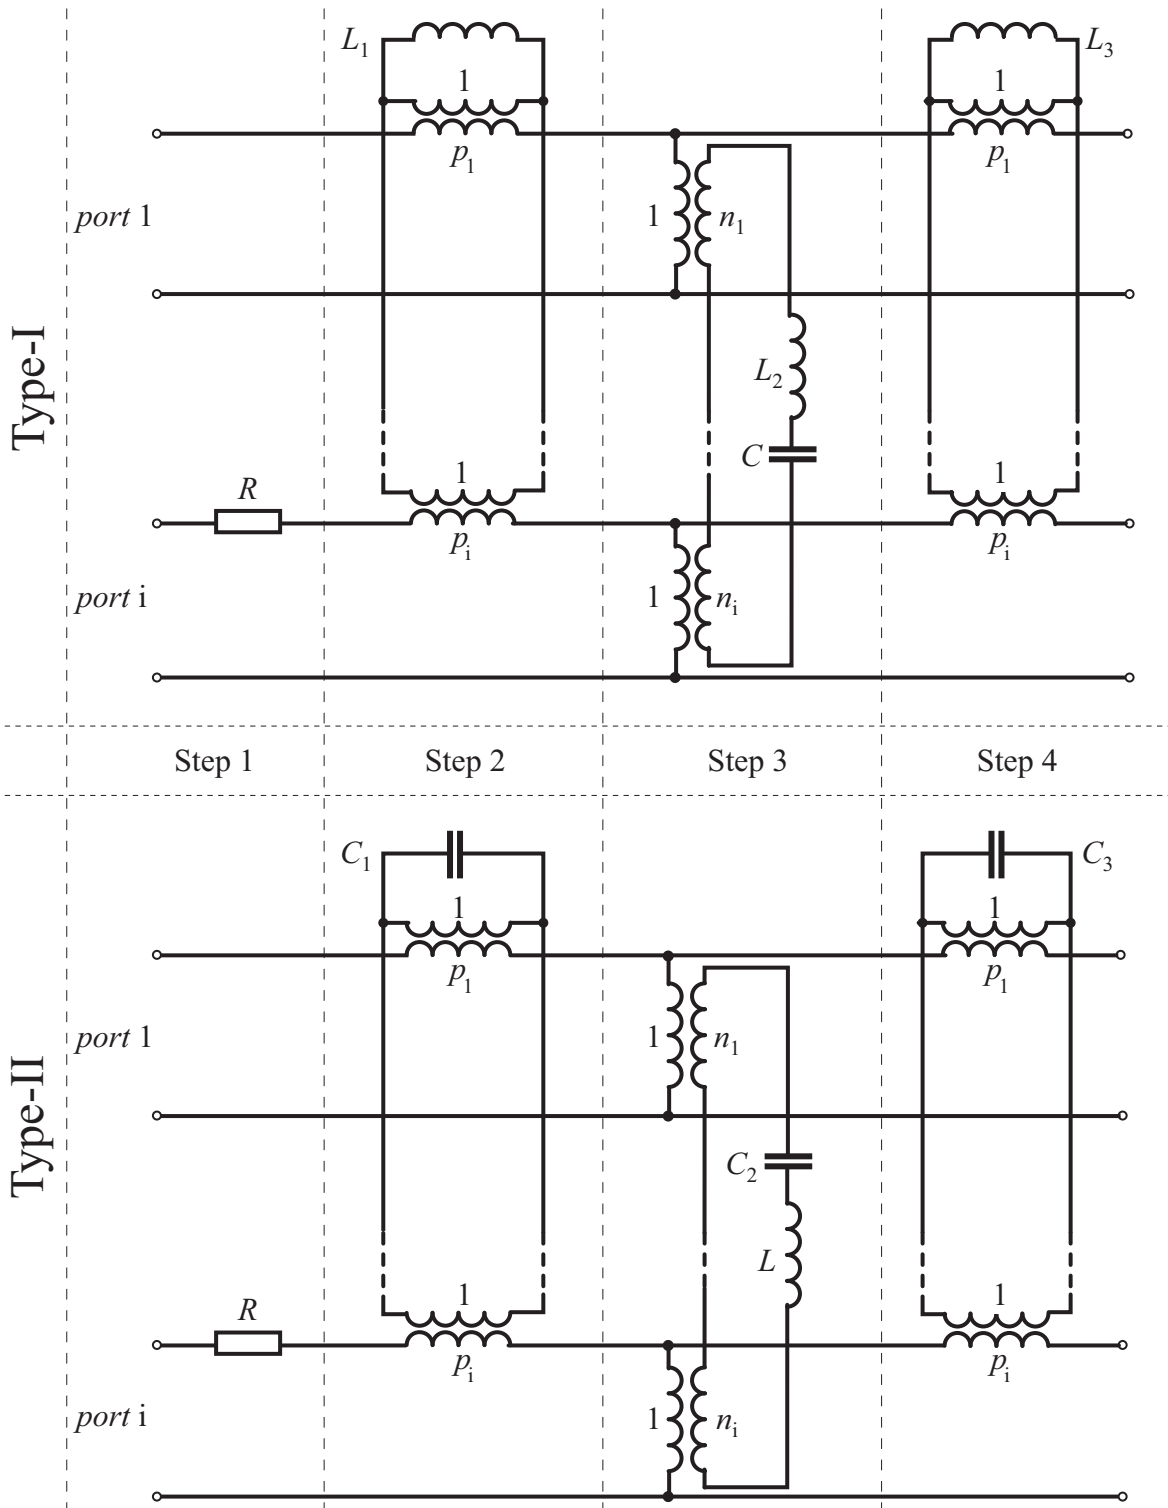 Type-I
L1
1
p1
L3
1
p1
port 1
1
n1
L2
C
R
1
pi
1
pi
port i
1
ni
Step 1
Step 2
Step 3
Step 4
Type-II
C1
1
p1
C3
1
p1
port 1
1
n1
C2
L
R
1
pi
1
pi
port i
1
ni